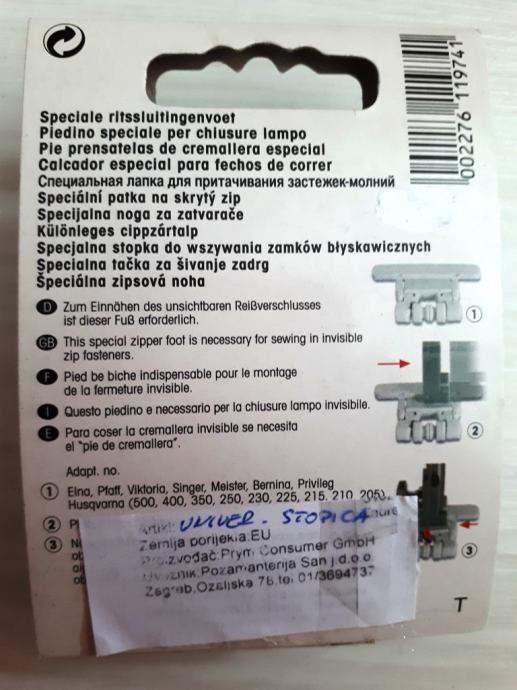 002276 119741
Speciale ritssluitingenvoet
Piedino speciale per chiusure lampo
Pie prensatelas de cremallera especial
Calcador especial para fechos de correr
Специальная лапка для притачивания застежек-молний
Speciální patka na skrytý zip
Specijalna noga za zatvarače
Különleges cippzártalp
Specjalna stopka do wszywania zamków błyskawicznych
Specialna tačka za šivanje zadrg
Špeciálna zipsová noha
D Zum Einnähen des unsichtbaren Reißverschlusses
ist dieser Fuß erforderlich.
GB This special zipper foot is necessary for sewing in invisible
zip fasteners.
F Pied be biche indispensable pour le montage
de la fermeture invisible.
I Questo piedino e necessario per la chiusure lampo invisibile.
E Para coser la cremallera invisible se necesita
el "pie de cremallera".
1
2
3
Adapt. no.
1 Elna, Pfaff, Viktoria, Singer, Meister, Bernina, Privileg
Husqvarna (500, 400, 350, 250, 230, 225, 215, 210, 205),
2
3
UNIVER. STOPICA
Zemlja porijekla:EU
Proizvođač:Prym Consumer GmbH
Uvoznik:Pozamanterija San j.d.o.o.
Zagreb,Ozaljska 76,tel 01/369473
T